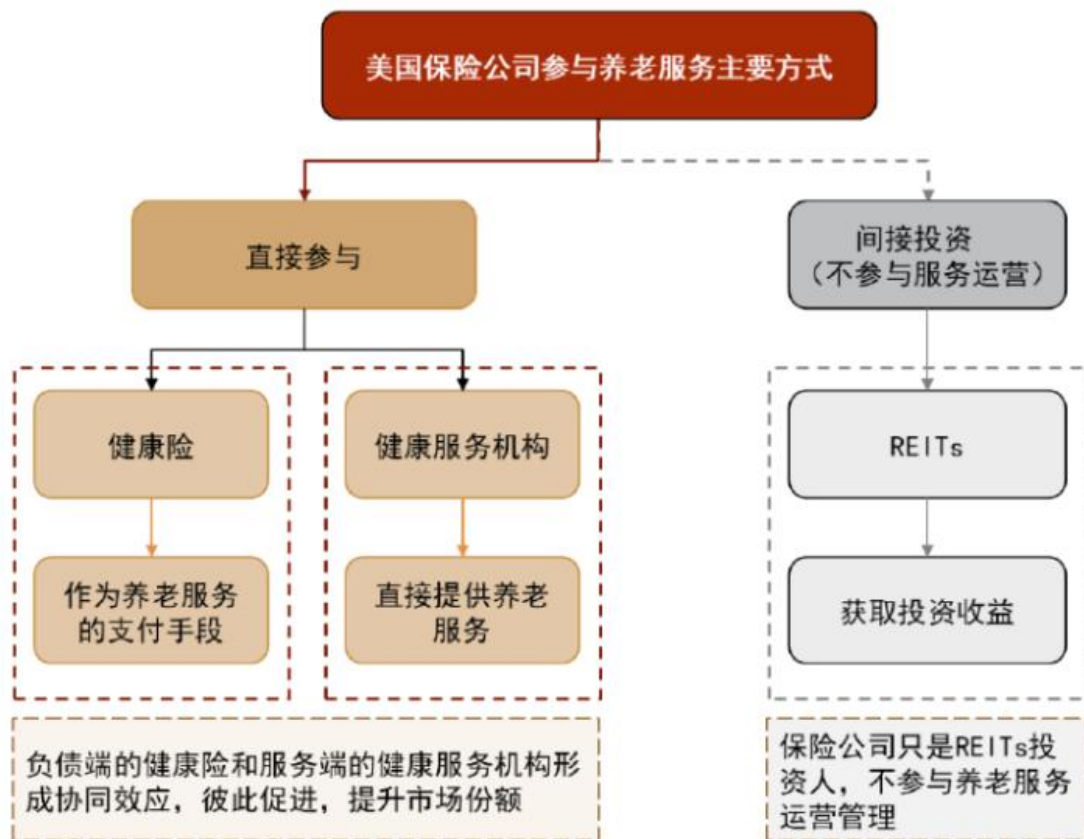 美国保险公司参与养老服务主要方式
直接参与
间接投资
（不参与服务运营）
健康险
健康服务机构
REITs
作为养老服务
的支付手段
直接提供养老
服务
获取投资收益
负债端的健康险和服务端的健康服务机构形
成协同效应，彼此促进，提升市场份额
保险公司只是REITs投
资人，不参与养老服务
运营管理